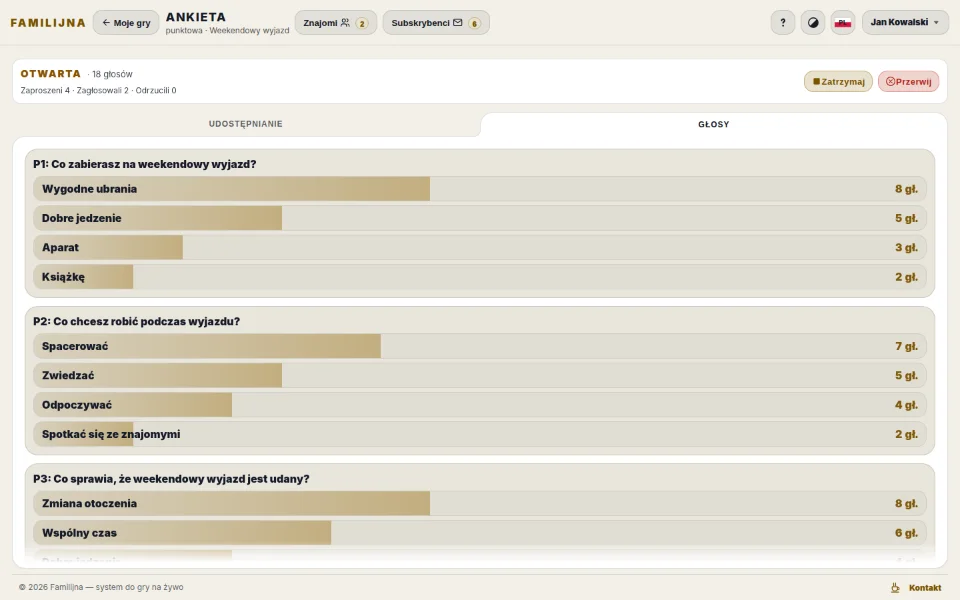 FAMILIJNA
← Moje gry
ANKIETA
punktowa · Weekendowy wyjazd
Znajomi 2
Subskrybenci 6
?
PL
Jan Kowalski
OTWARTA · 18 głosów
Zaproszeni 4 · Zagłosowali 2 · Odrzucili 0
Zatrzymaj
Przerwij
UDOSTĘPNIANIE
GŁOSY
P1: Co zabierasz na weekendowy wyjazd?
Wygodne ubrania 8 gł.
Dobre jedzenie 5 gł.
Aparat 3 gł.
Książkę 2 gł.
P2: Co chcesz robić podczas wyjazdu?
Spacerować 7 gł.
Zwiedzać 5 gł.
Odpoczywać 4 gł.
Spotkać się ze znajomymi 2 gł.
P3: Co sprawia, że weekendowy wyjazd jest udany?
Zmiana otoczenia 8 gł.
Wspólny czas 6 gł.
© 2026 Familijna — system do gry na żywo
Kontakt